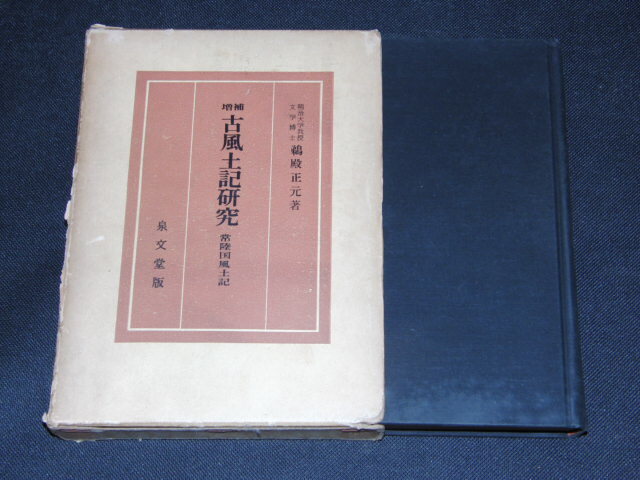 明治大学教授
文学博士
鵜殿正元著
増補
古風土記研究
常陸国風土記
泉文堂版